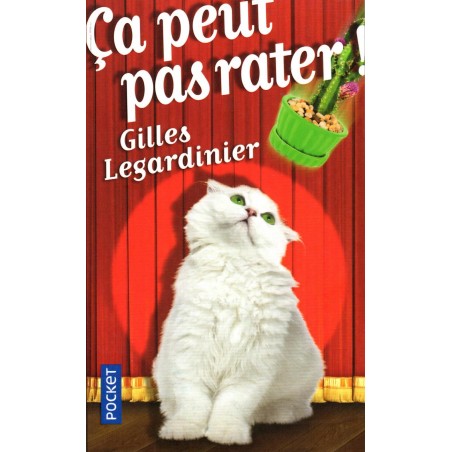 Ça peut
pas rater !
Gilles
Legardinier
POCKET